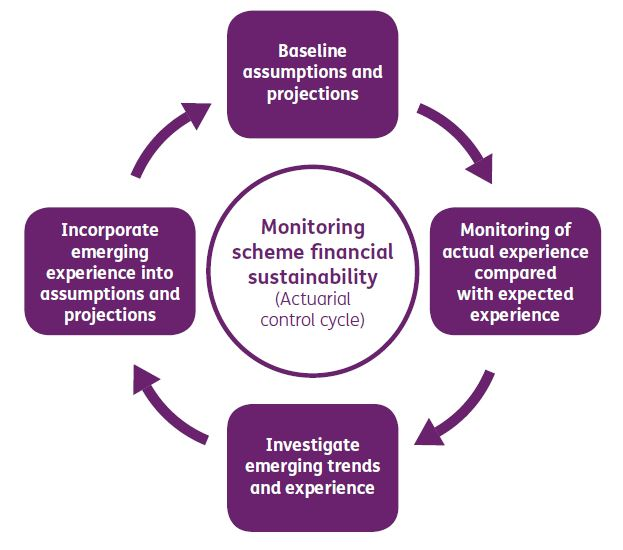 Baseline
assumptions and
projections
Monitoring of
actual experience
compared
with expected
experience
Investigate
emerging trends
and experience
Incorporate
emerging
experience into
assumptions and
projections
Monitoring
scheme financial
sustainability
(Actuarial
control cycle)